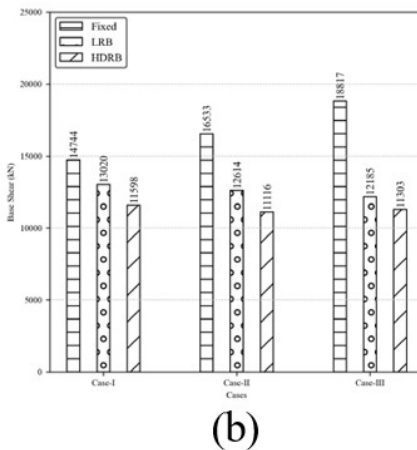 25000
20000
15000
10000
5000
0
Base Shear (kN)
Fixed
LRB
HDRB
14744
13020
11598
16533
12614
11116
18817
12185
11303
Case-I
Case-II
Case-III
Cases
(b)